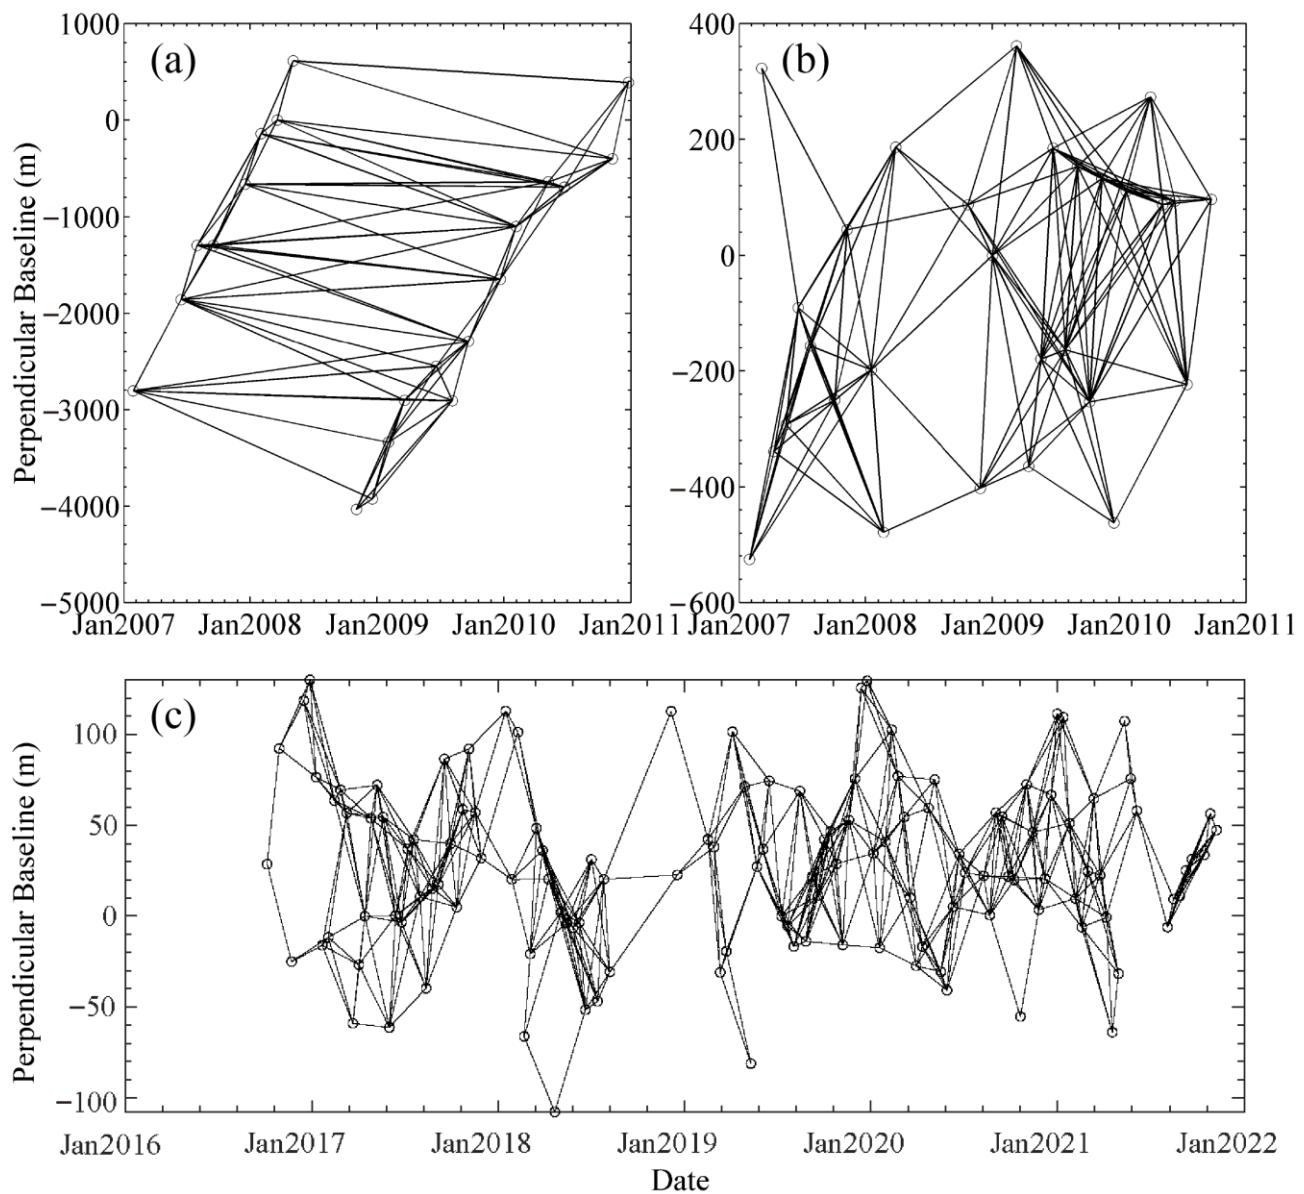 (a)
Perpendicular Baseline (m)
1000
0
−1000
−2000
−3000
−4000
−5000
Jan2007 Jan2008 Jan2009 Jan2010 Jan2011
(b)
400
200
0
−200
−400
−600
Jan2007 Jan2008 Jan2009 Jan2010 Jan2011
(c)
Perpendicular Baseline (m)
100
50
0
−50
−100
Jan2016 Jan2017 Jan2018 Jan2019 Jan2020 Jan2021 Jan2022
Date